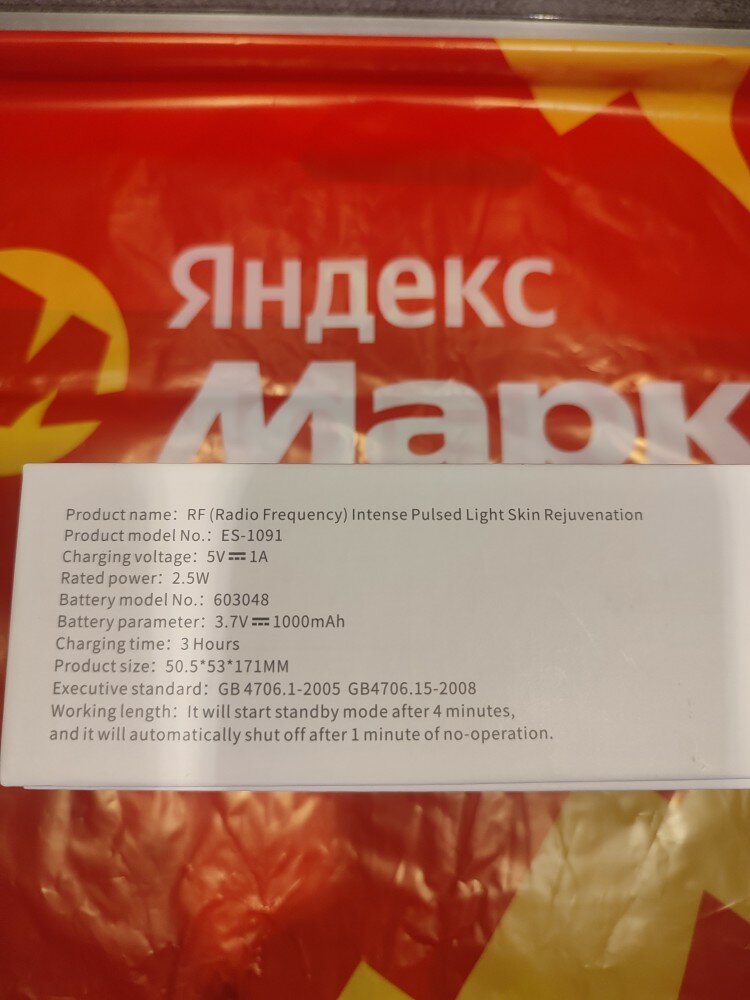 Яндекс
Марк
Product name: RF (Radio Frequency) Intense Pulsed Light Skin Rejuvenation
Product model No.: ES-1091
Charging voltage: 5V⎓1A
Rated power: 2.5W
Battery model No.: 603048
Battery parameter: 3.7V⎓1000mAh
Charging time: 3 Hours
Product size: 50.5*53*171MM
Executive standard: GB 4706.1-2005 GB4706.15-2008
Working length: It will start standby mode after 4 minutes,
and it will automatically shut off after 1 minute of no-operation.